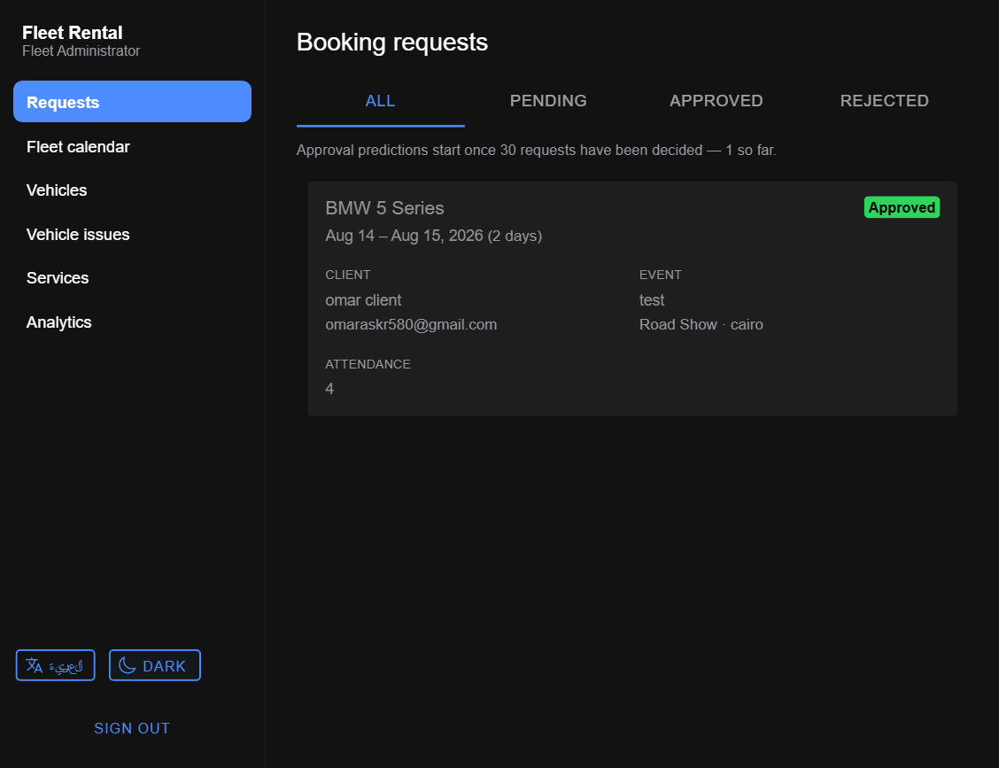 Fleet Rental
Fleet Administrator
Requests
Fleet calendar
Vehicles
Vehicle issues
Services
Analytics
العربية
DARK
SIGN OUT
Booking requests
ALL
PENDING
APPROVED
REJECTED
Approval predictions start once 30 requests have been decided — 1 so far.
BMW 5 Series
Approved
Aug 14 – Aug 15, 2026 (2 days)
CLIENT
omar client
omaraskr580@gmail.com
EVENT
test
Road Show · cairo
ATTENDANCE
4